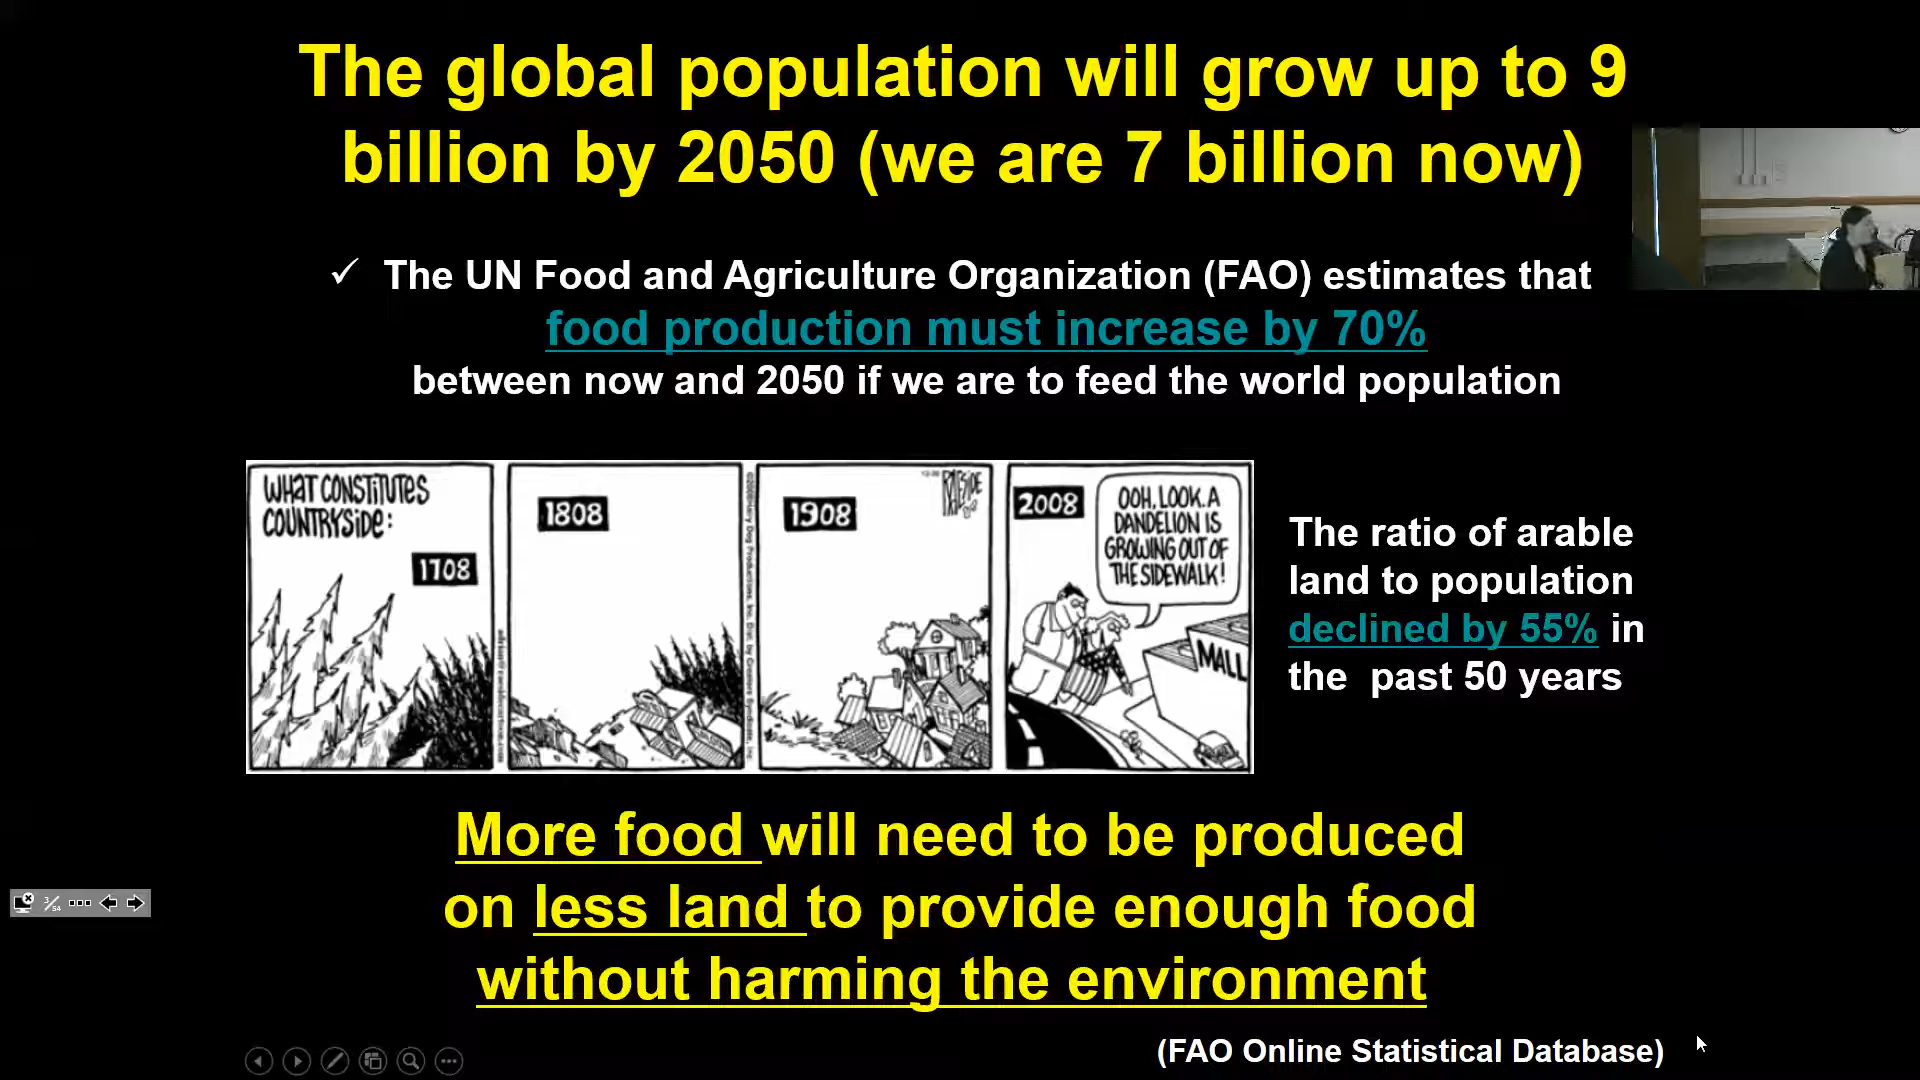 The global population will grow up to 9
billion by 2050 (we are 7 billion now)
✓ The UN Food and Agriculture Organization (FAO) estimates that
food production must increase by 70%
between now and 2050 if we are to feed the world population
WHAT CONSTITUTES
COUNTRYSIDE:
1708
1808
1908
2008
OOH, LOOK. A
DANDELION IS
GROWING OUT OF
THE SIDEWALK!
MALL
The ratio of arable
land to population
declined by 55% in
the past 50 years
More food will need to be produced
on less land to provide enough food
without harming the environment
3/54
(FAO Online Statistical Database)